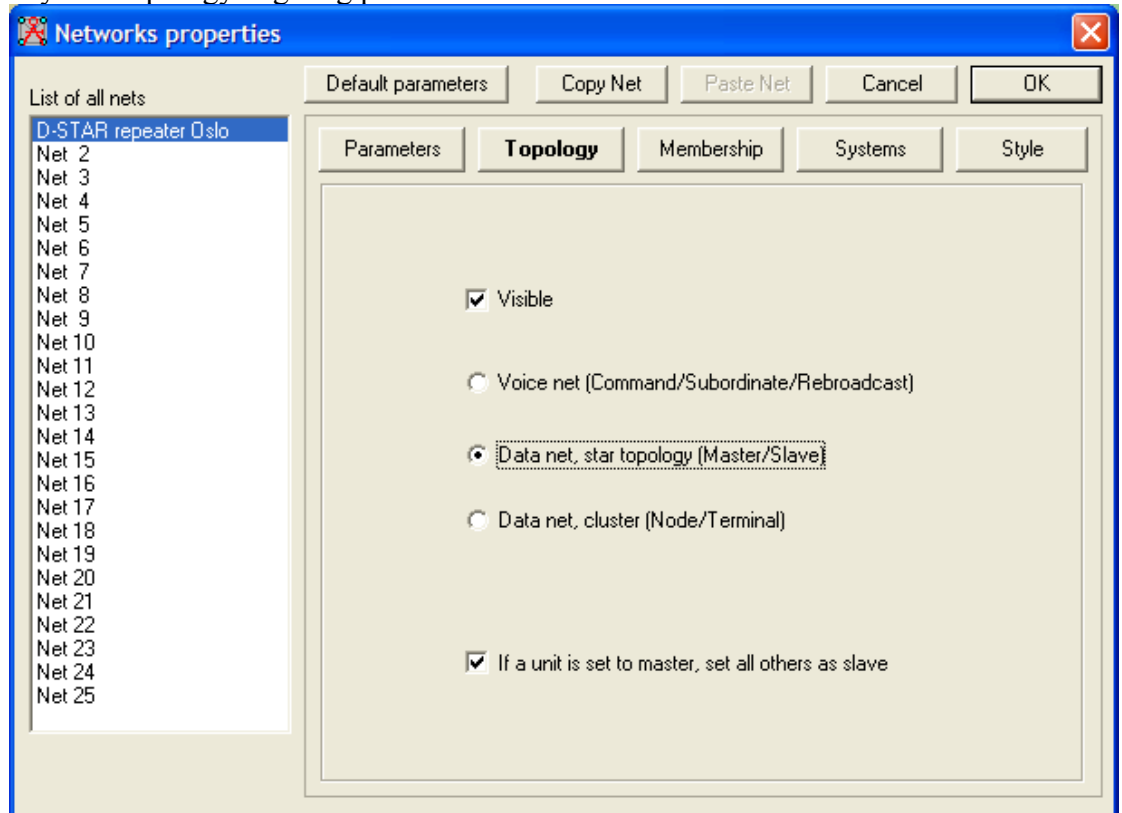 Networks properties
Default parameters Copy Net Paste Net Cancel OK
List of all nets
D-STAR repeater Oslo
Net 2
Net 3
Net 4
Net 5
Net 6
Net 7
Net 8
Net 9
Net 10
Net 11
Net 12
Net 13
Net 14
Net 15
Net 16
Net 17
Net 18
Net 19
Net 20
Net 21
Net 22
Net 23
Net 24
Net 25
Parameters Topology Membership Systems Style
Visible
Voice net (Command/Subordinate/Rebroadcast)
Data net, star topology (Master/Slave)
Data net, cluster (Node/Terminal)
If a unit is set to master, set all others as slave